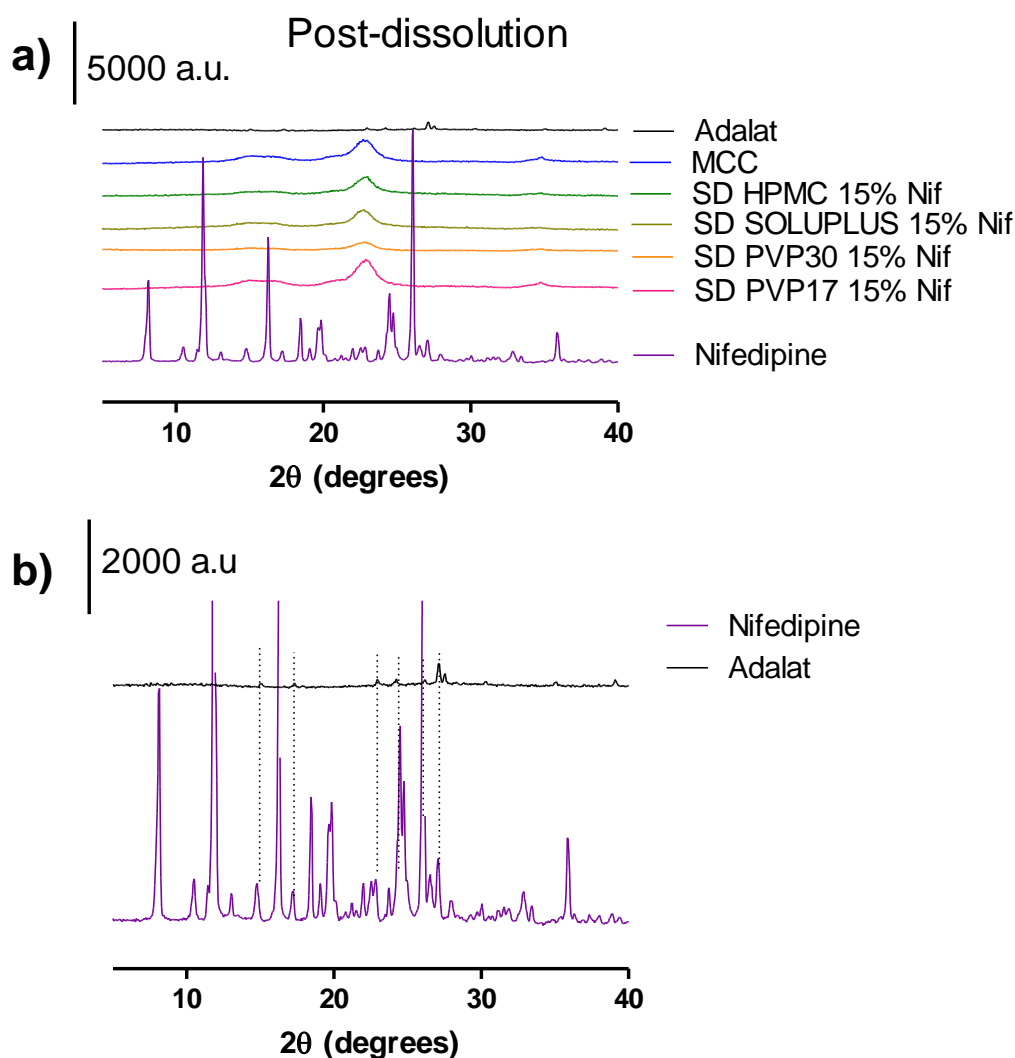 Post-dissolution
a)
5000 a.u.
Adalat
MCC
SD HPMC 15% Nif
SD SOLUPLUS 15% Nif
SD PVP30 15% Nif
SD PVP17 15% Nif
Nifedipine
10 20 30 40
2θ (degrees)
b)
2000 a.u
Nifedipine
Adalat
10 20 30 40
2θ (degrees)